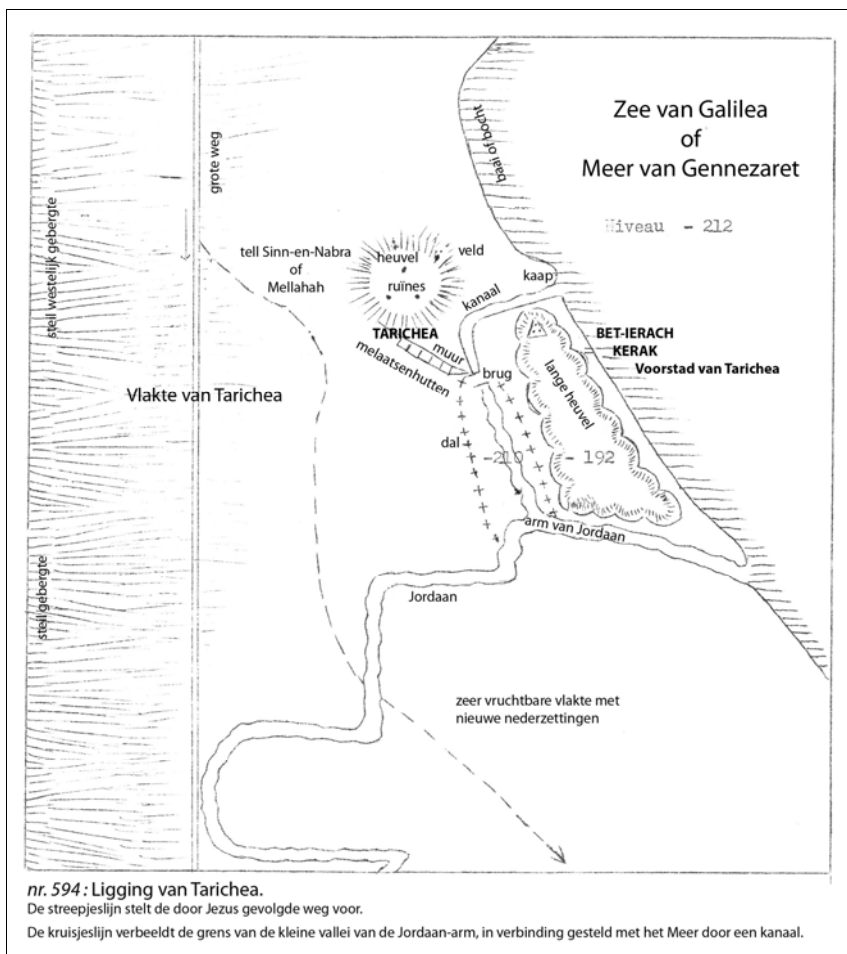 Zee van Galilea
of
Meer van Gennezaret
Niveau - 212
baai of bocht
grote weg
steil westelijk gebergte
tell Sinn-en-Nabra
of
Mellahah
heuvel
veld
ruïnes
kaap
kanaal
TARICHEA
muur
melaatsenhutten
brug
BET-IERACH
KERAK
Voorstad van Tarichea
lange heuvel
Vlakte van Tarichea
dal
-210
- 192
arm van Jordaan
steil gebergte
Jordaan
zeer vruchtbare vlakte met
nieuwe nederzettingen
nr. 594 : Ligging van Tarichea.
De streepjeslijn stelt de door Jezus gevolgde weg voor.
De kruisjeslijn verbeeldt de grens van de kleine vallei van de Jordaan-arm, in verbinding gesteld met het Meer door een kanaal.